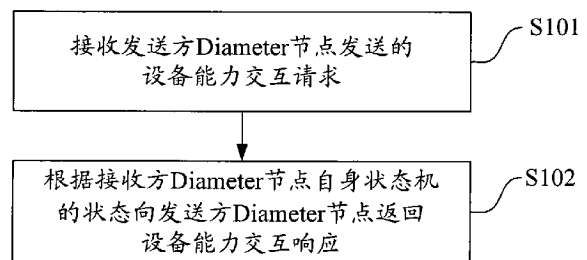 接收发送方Diameter节点发送的
设备能力交互请求
S101
根据接收方Diameter节点自身状态机
的状态向发送方Diameter节点返回
设备能力交互响应
S102